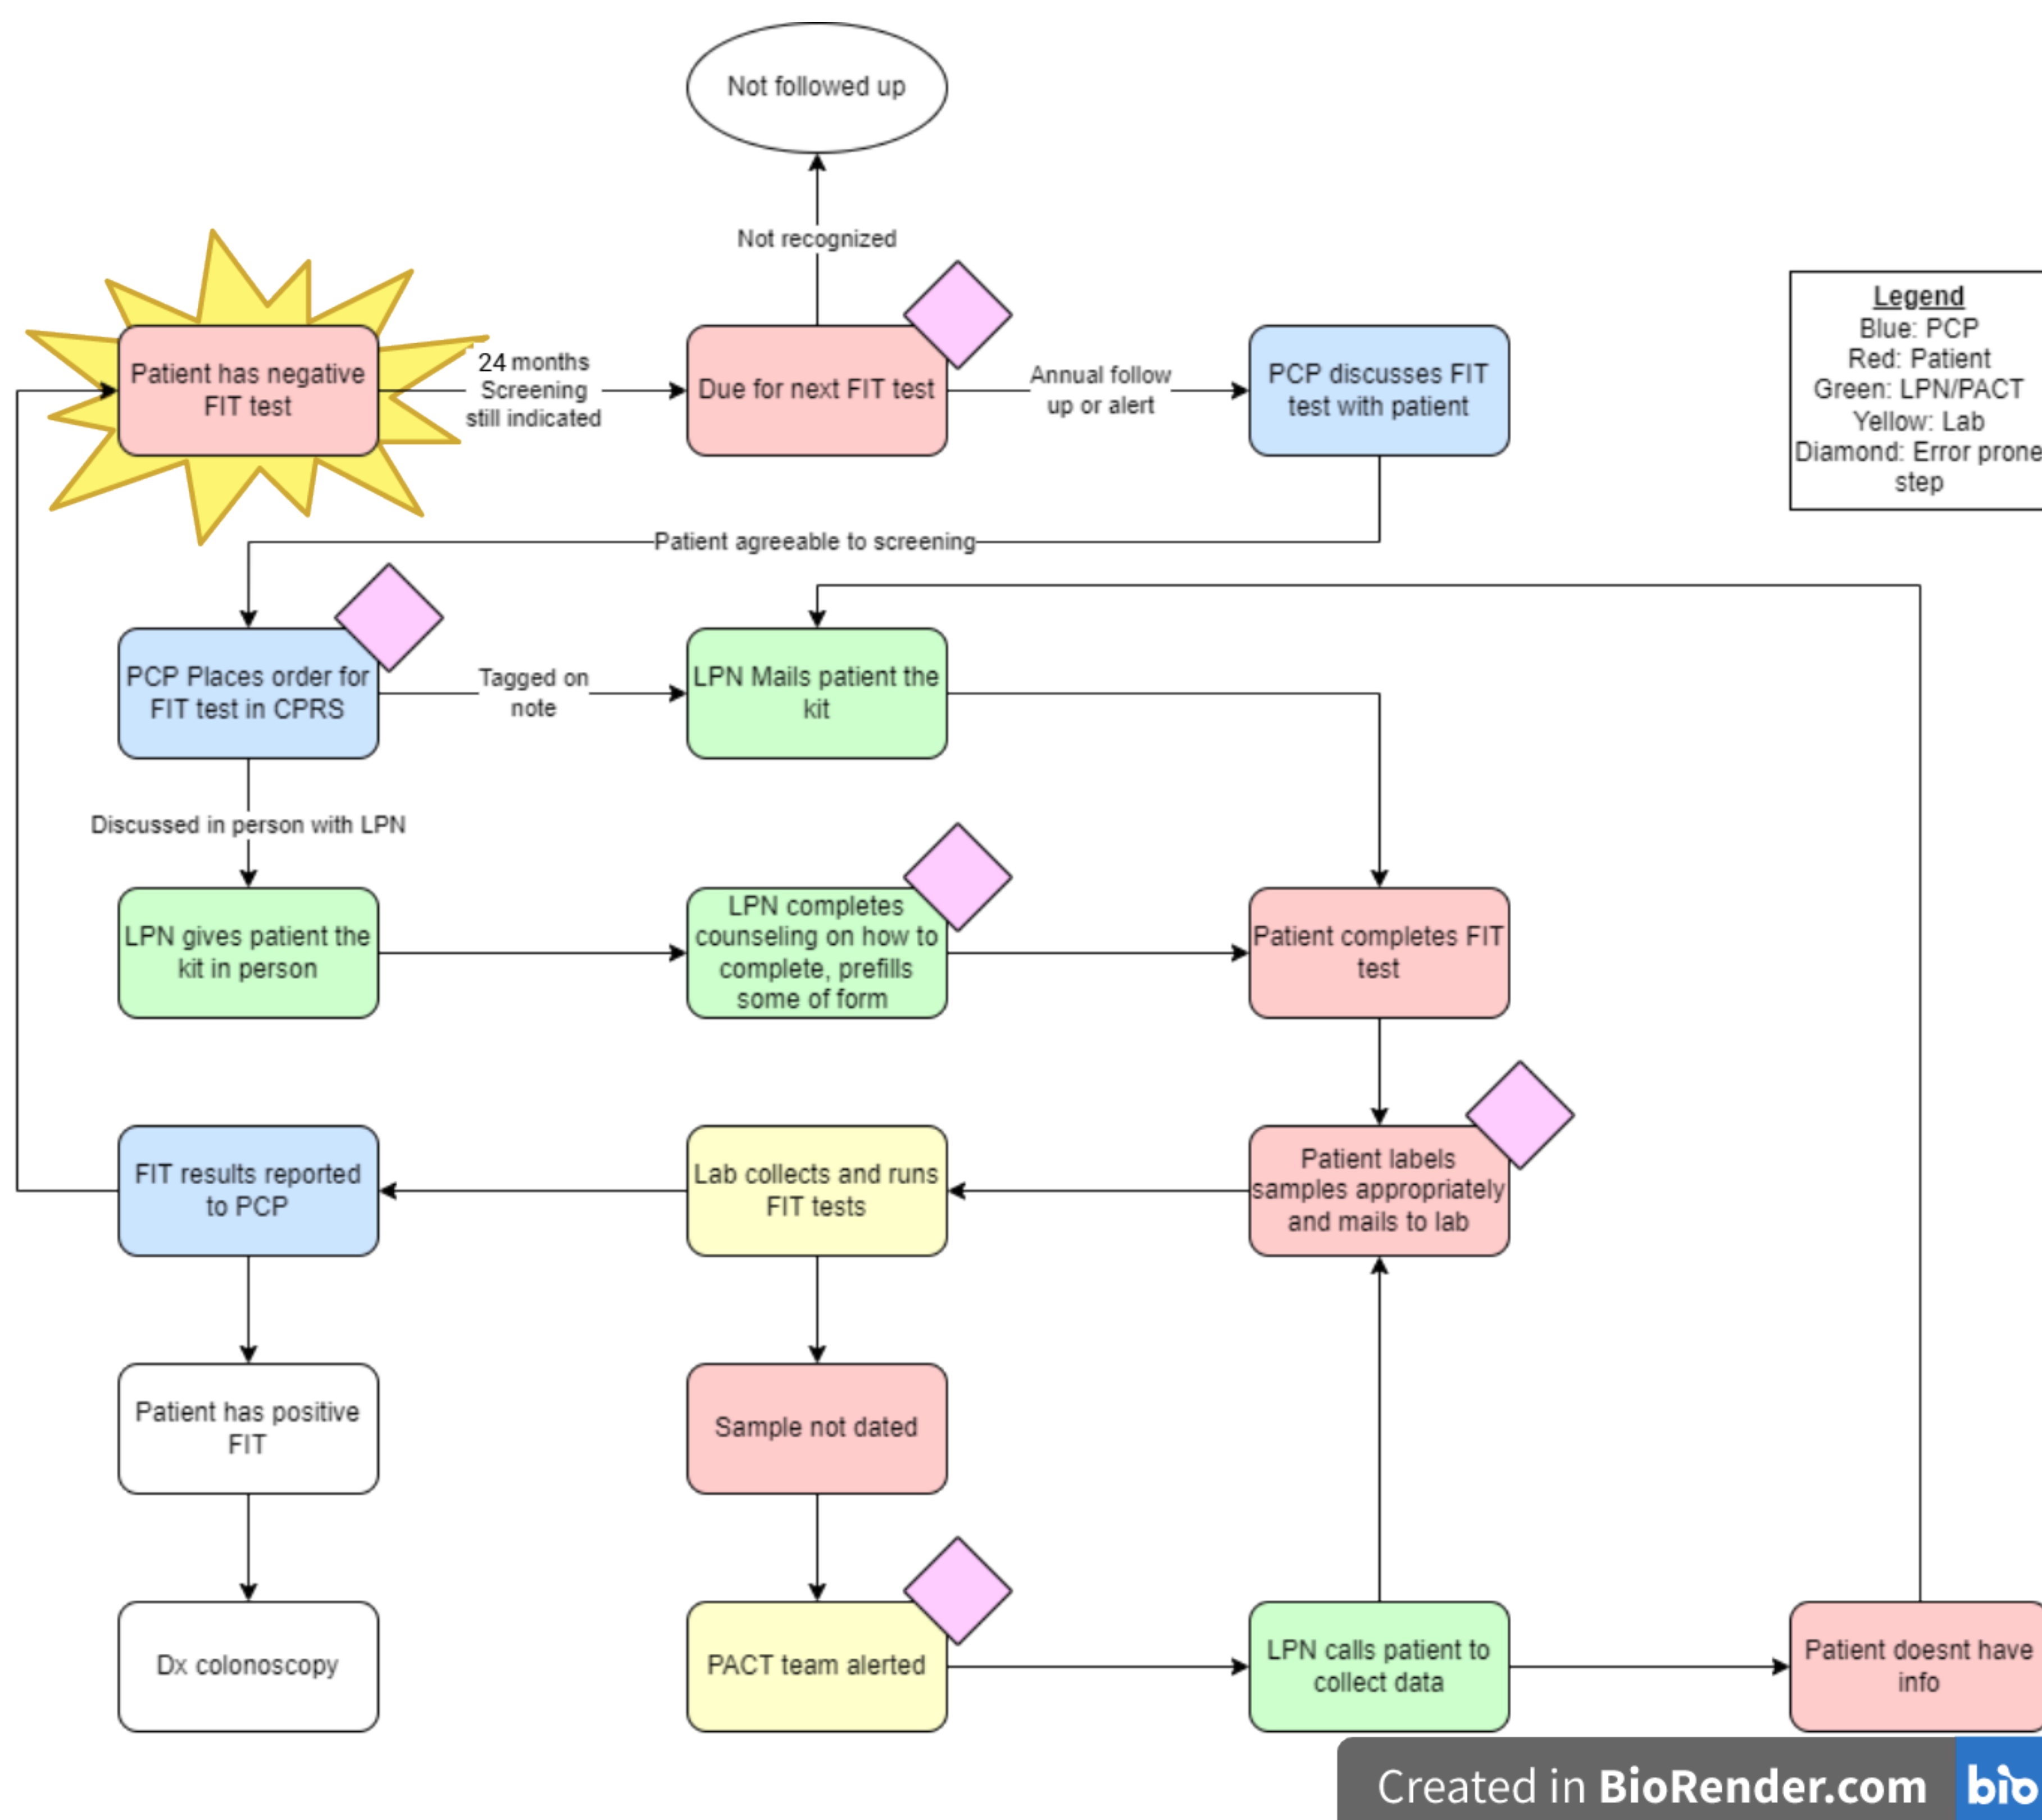 Not followed up
Not recognized
Patient has negative
FIT test
24 months
Screening
still indicated
Due for next FIT test
Annual follow
up or alert
PCP discusses FIT
test with patient
Legend
Blue: PCP
Red: Patient
Green: LPN/PACT
Yellow: Lab
Diamond: Error prone
step
Patient agreeable to screening
PCP Places order for
FIT test in CPRS
Tagged on
note
LPN Mails patient the
kit
Discussed in person with LPN
LPN gives patient the
kit in person
LPN completes
counseling on how to
complete, prefills
some of form
Patient completes FIT
test
FIT results reported
to PCP
Lab collects and runs
FIT tests
Patient labels
samples appropriately
and mails to lab
Patient has positive
FIT
Sample not dated
Dx colonoscopy
PACT team alerted
LPN calls patient to
collect data
Patient doesnt have
info
Created in BioRender.com bio